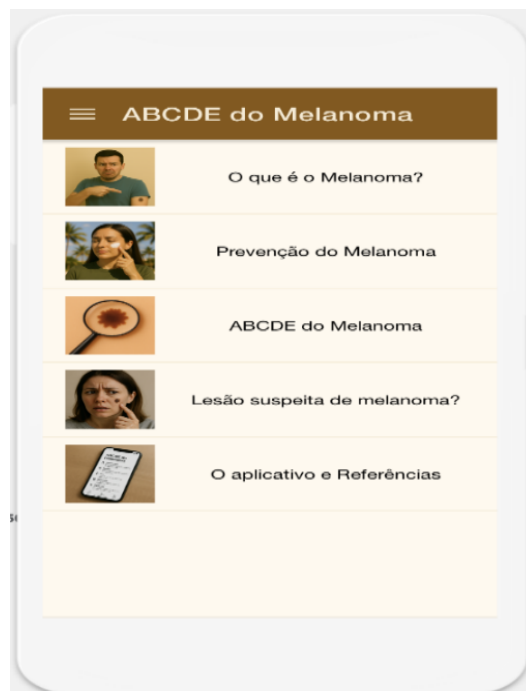 ABCDE do Melanoma
O que é o Melanoma?
Prevenção do Melanoma
ABCDE do Melanoma
Lesão suspeita de melanoma?
O aplicativo e Referências